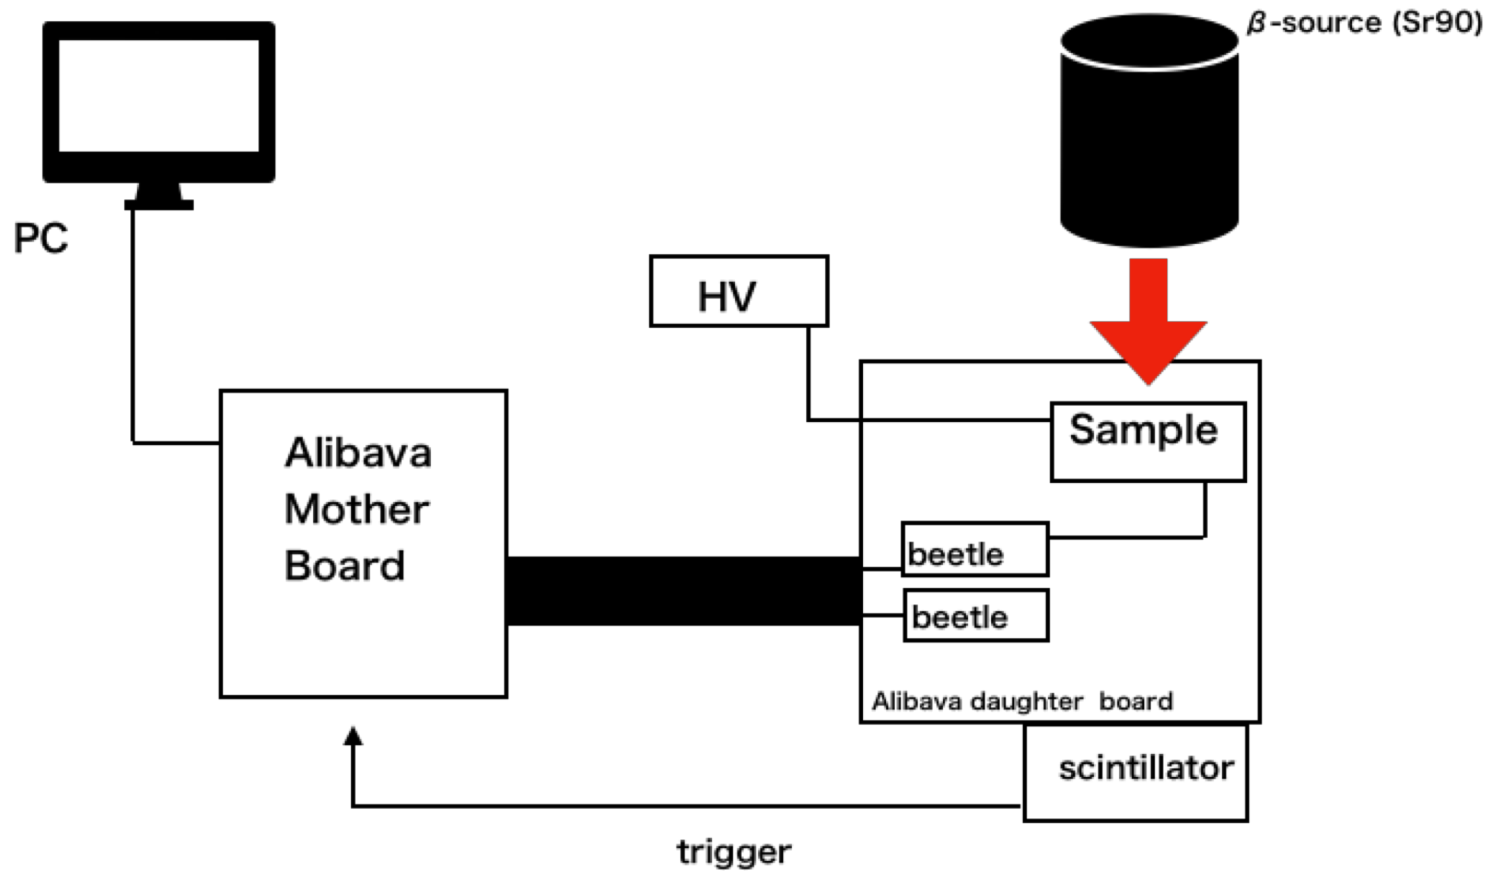 β-source (Sr90)
PC
HV
Sample
Alibava
Mother
Board
beetle
beetle
Alibava daughter board
scintillator
trigger